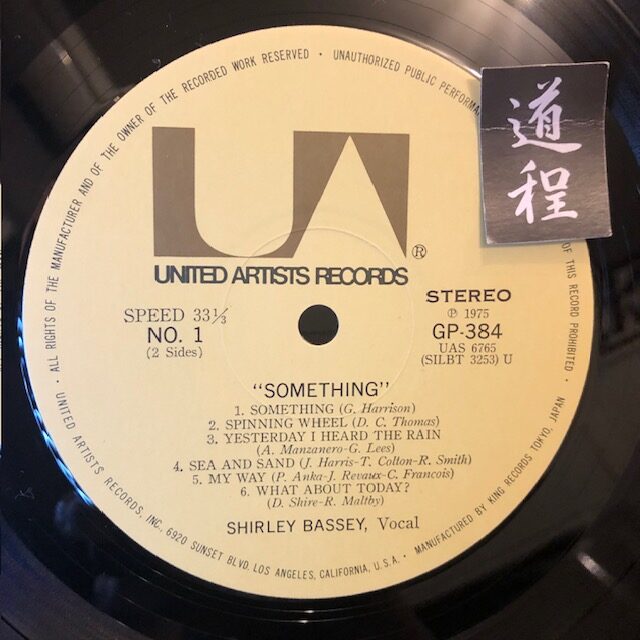 · ALL RIGHTS OF THE MANUFACTURER AND OF THE OWNER OF THE RECORDED WORK RESERVED · UNAUTHORIZED PUBLIC PERFORMA
OF THIS RECORD PROHIBITED ·
道程
UA
®
UNITED ARTISTS RECORDS
SPEED 33⅓
NO. 1
(2 Sides)
STEREO
℗ 1975
GP-384
UAS 6765
(SILBT 3253) U
"SOMETHING"
1. SOMETHING (G. Harrison)
2. SPINNING WHEEL (D. C. Thomas)
3. YESTERDAY I HEARD THE RAIN
(A. Manzanero-G. Lees)
4. SEA AND SAND (J. Harris-T. Colton-R. Smith)
5. MY WAY (P. Anka-J. Revaux-C. Francois)
6. WHAT ABOUT TODAY?
(D. Shire-R. Maltby)
SHIRLEY BASSEY, Vocal
UNITED ARTISTS RECORDS, INC. 6920 SUNSET BLVD. LOS ANGELES, CALIFORNIA, U.S.A. · MANUFACTURED BY KING RECORDS TOKYO, JAPAN